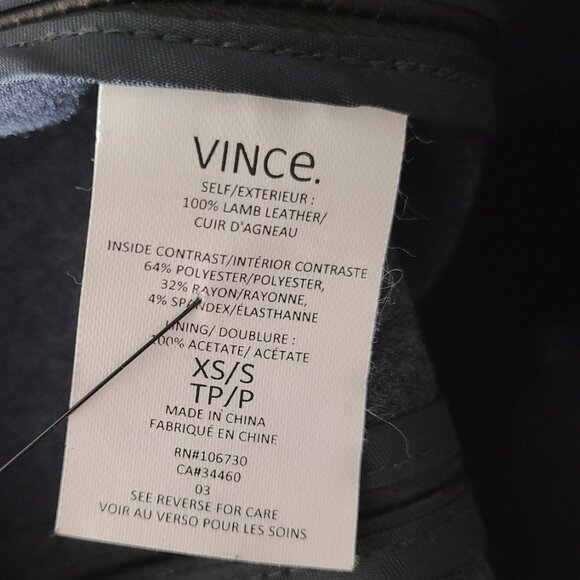 VINCe.
SELF/EXTERIEUR :
100% LAMB LEATHER/
CUIR D'AGNEAU
INSIDE CONTRAST/INTÉRIOR CONTRASTE
64% POLYESTER/POLYESTER,
32% RAYON/RAYONNE,
4% SPANDEX/ÉLASTHANNE
LINING/ DOUBLURE :
100% ACETATE/ ACÉTATE
XS/S
TP/P
MADE IN CHINA
FABRIQUÉ EN CHINE
RN#106730
CA#34460
03
SEE REVERSE FOR CARE
VOIR AU VERSO POUR LES SOINS